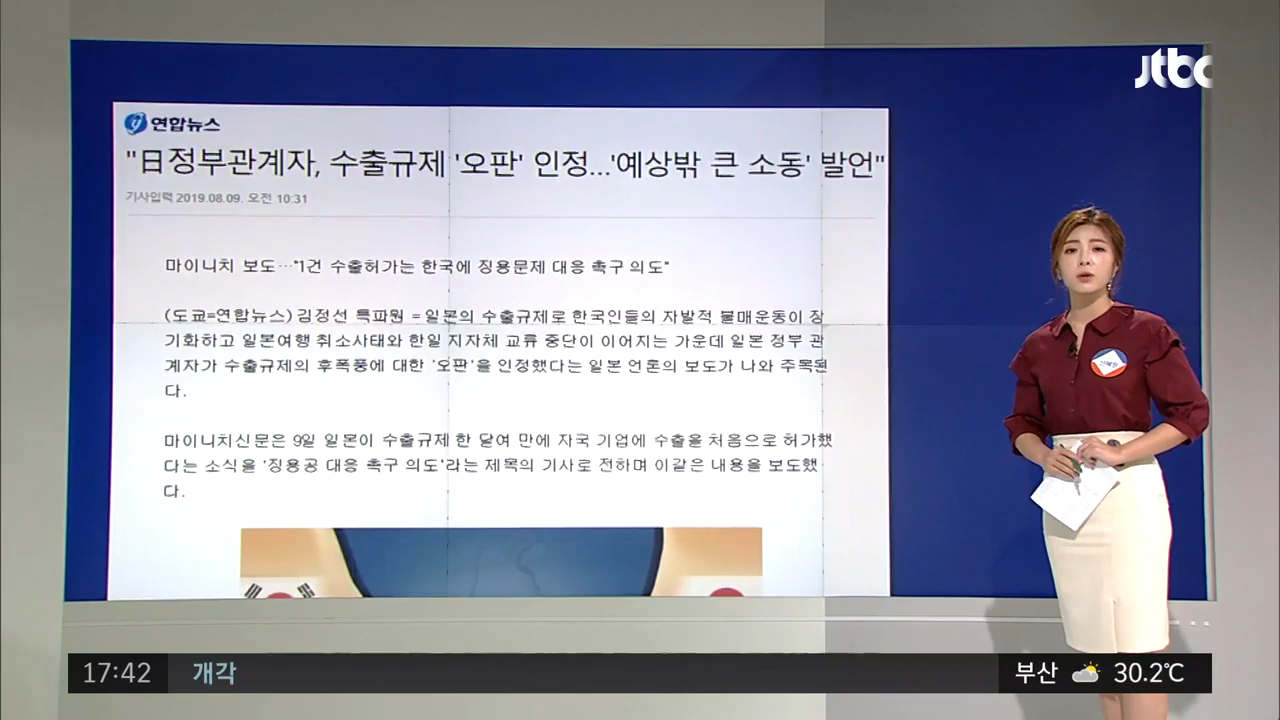 jtbc
연합뉴스
"日정부관계자, 수출규제 '오판' 인정...'예상밖 큰 소동' 발언"
기사입력 2019.08.09. 오전 10:31
마이니치 보도…"1건 수출허가는 한국에 징용문제 대응 촉구 의도"
(도쿄=연합뉴스) 김정선 특파원 = 일본의 수출규제로 한국인들의 자발적 불매운동이 장
기화하고 일본여행 취소사태와 한일 지자체 교류 중단이 이어지는 가운데 일본 정부 관
계자가 수출규제의 후폭풍에 대한 '오판'을 인정했다는 일본 언론의 보도가 나와 주목된
다.
마이니치신문은 9일 일본이 수출규제 한 달여 만에 자국 기업에 수출을 처음으로 허가했
다는 소식을 '징용공 대응 촉구 의도'라는 제목의 기사로 전하며 이같은 내용을 보도했
다.
17:42 개각 부산 30.2℃